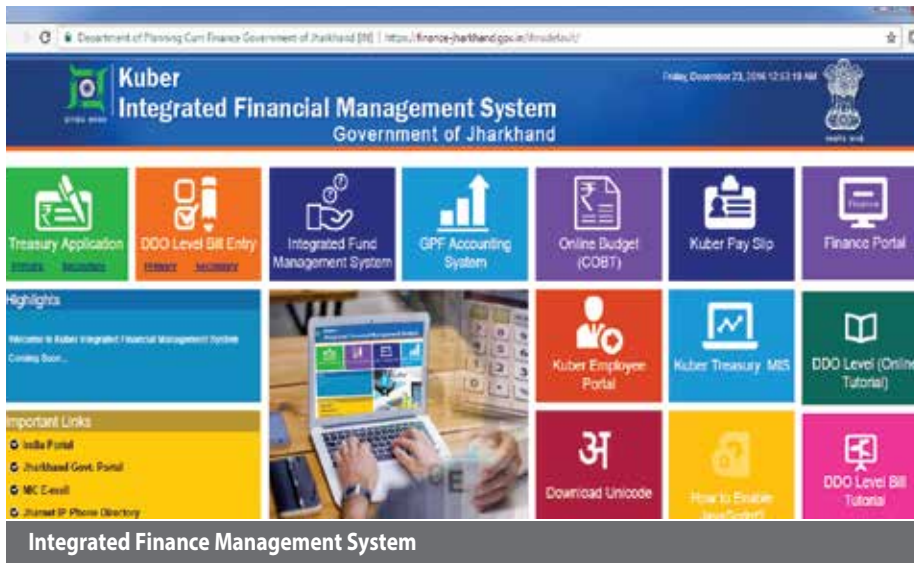 Department of Planning Cum Finance Government of Jharkhand [IN] | https://finance-jharkhand.gov.in/
Friday, December 23, 2016 12:53:19 AM
Kuber
Integrated Financial Management System
Government of Jharkhand
Treasury Application
Primary Secondary
DDO Level Bill Entry
Primary Secondary
Integrated Fund
Management System
GPF Accounting
System
Online Budget
(COBT)
Kuber Pay Slip
Finance
Finance Portal
Highlights
Welcome to Kuber Integrated Financial Management System
Coming Soon...
Kuber Employee
Portal
Kuber Treasury MIS
DDO Level (Online
Tutorial)
Important Links
India Portal
Jharkhand Govt. Portal
NIC E-mail
Jharnet IP Phone Directory
अ
Download Unicode
How to Enable
JavaScript?
DDO Level Bill
Tutorial
Integrated Finance Management System